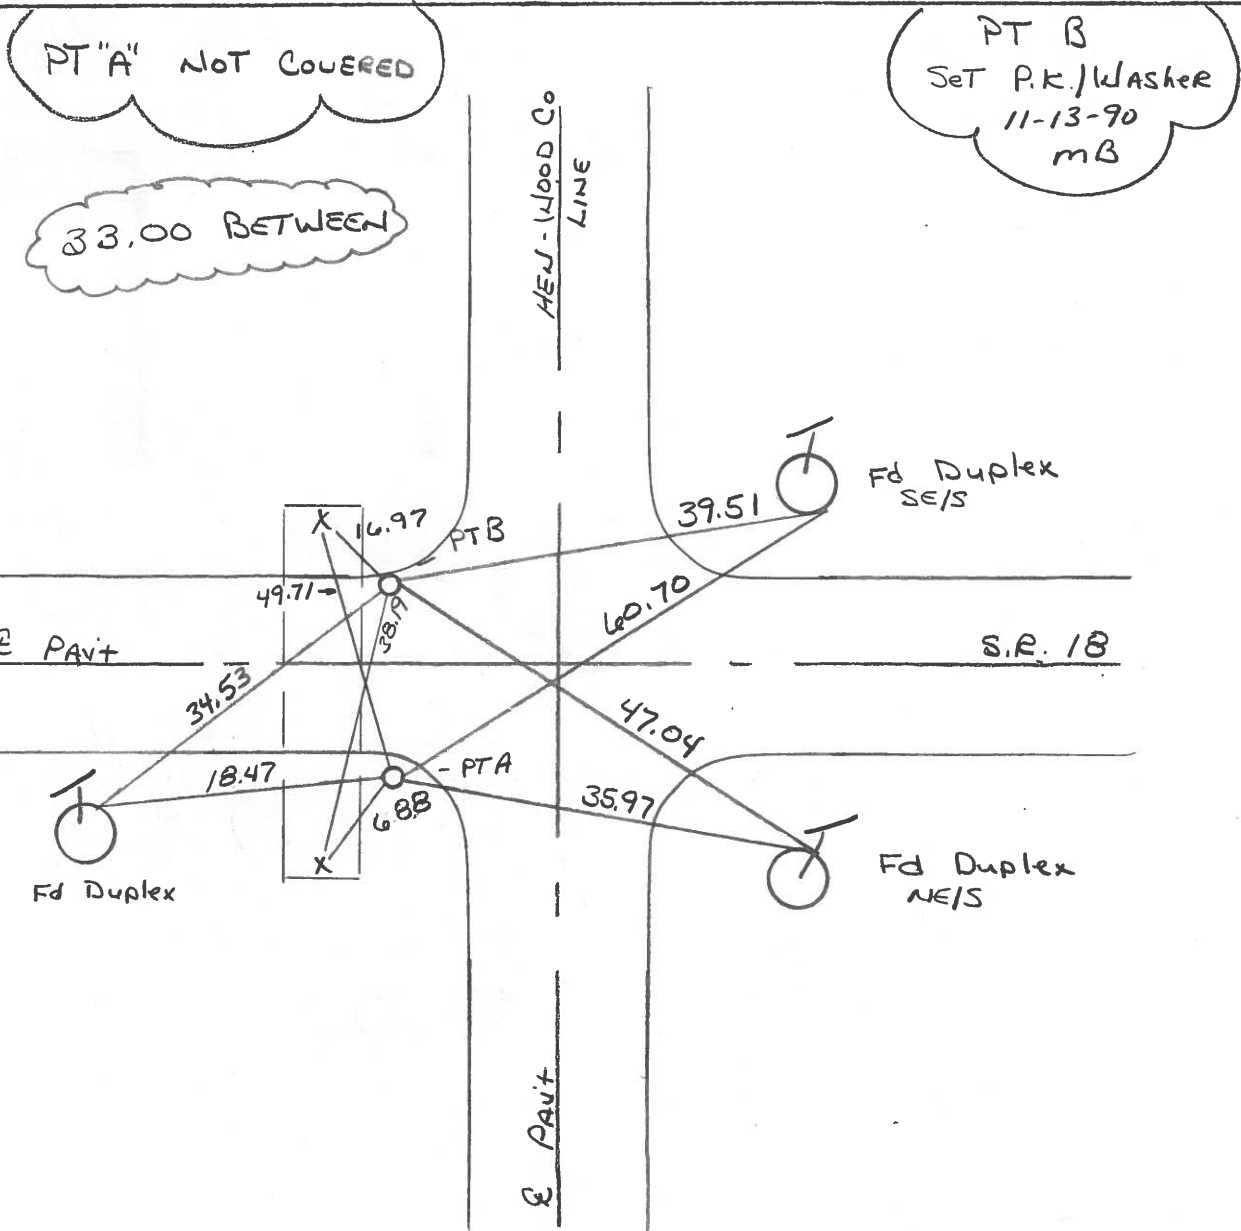 PT "A" NOT COVERED
PT B
SET P.K./WASHER
11-13-90
MB
33.00 BETWEEN
HEN-WOOD CO
LINE
Fd Duplex
SE/S
39.51
16.97
PT B
49.71
38.19
60.70
℄ PAV't
S.R. 18
34.53
47.04
18.47
PT A
6.88
35.97
Fd Duplex
Fd Duplex
NE/S
℄ PAV't
X
X